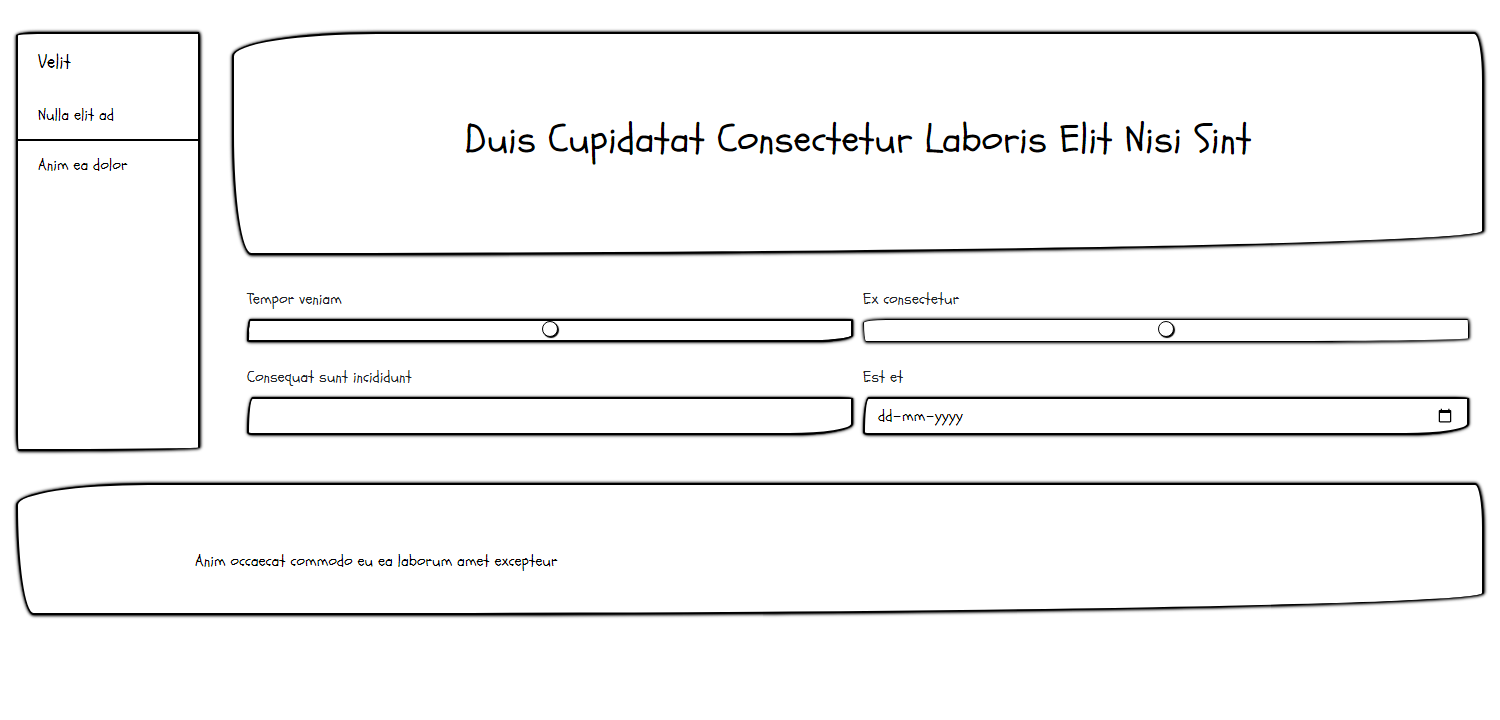 Velit
Nulla elit ad
Anim ea dolor
Duis Cupidatat Consectetur Laboris Elit Nisi Sint
Tempor veniam
Ex consectetur
Consequat sunt incididunt
Est et
dd-mm-yyyy
Anim occaecat commodo eu ea laborum amet excepteur